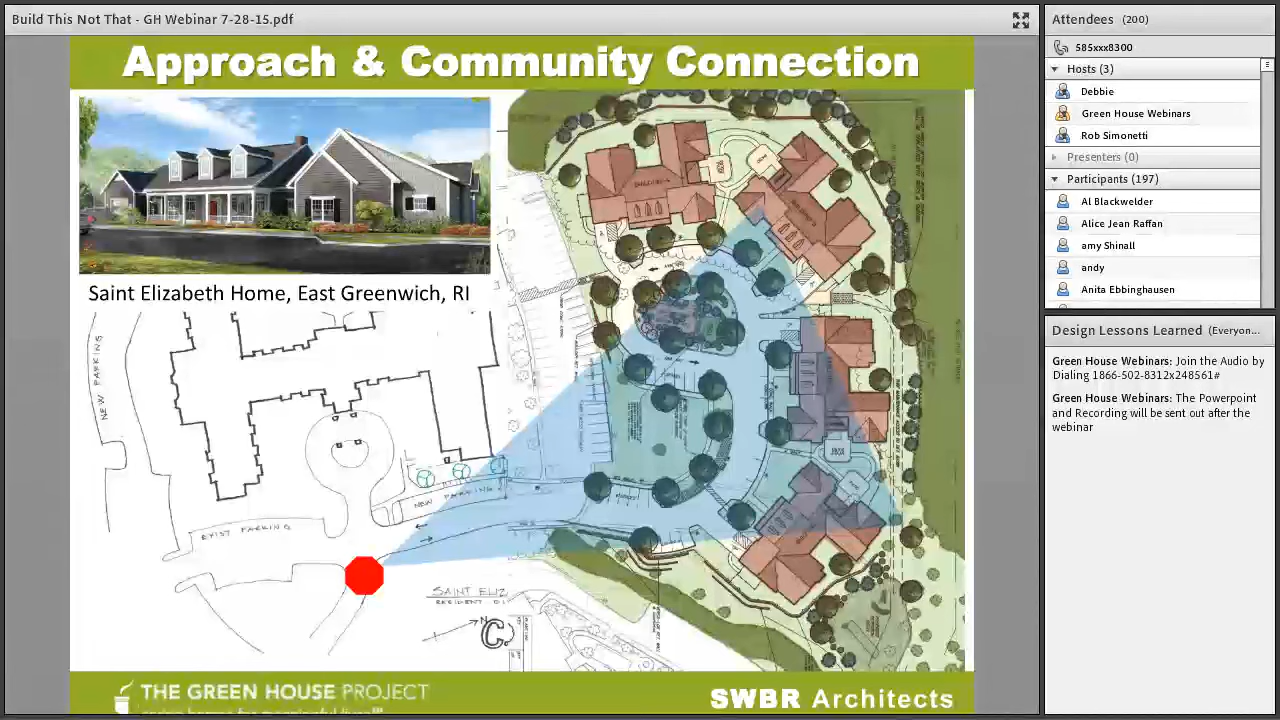 Build This Not That - GH Webinar 7-28-15.pdf
Approach & Community Connection
Saint Elizabeth Home, East Greenwich, RI
NEW PARKING
NEW PARKING
EXIST PARKING
SAINT ELIZ
N
C.
THE GREEN HOUSE PROJECT
SWBR Architects
Attendees (200)
585xxx8300
Hosts (3)
Debbie
Green House Webinars
Rob Simonetti
Presenters (0)
Participants (197)
Al Blackwelder
Alice Jean Raffan
amy Shinall
andy
Anita Ebbinghausen
Design Lessons Learned (Everyon...
Green House Webinars: Join the Audio by
Dialing 1866-502-8312x248561#
Green House Webinars: The Powerpoint
and Recording will be sent out after the
webinar